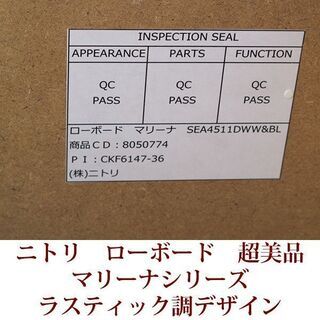 INSPECTION SEAL
APPEARANCE PARTS FUNCTION
QC QC QC
PASS PASS PASS
ローボード マリーナ SEA4511DWW&BL
商品CD:8050774
PI:CKF6147-36
(株)ニトリ
ニトリ ローボード 超美品
マリーナシリーズ
ラスティック調デザイン